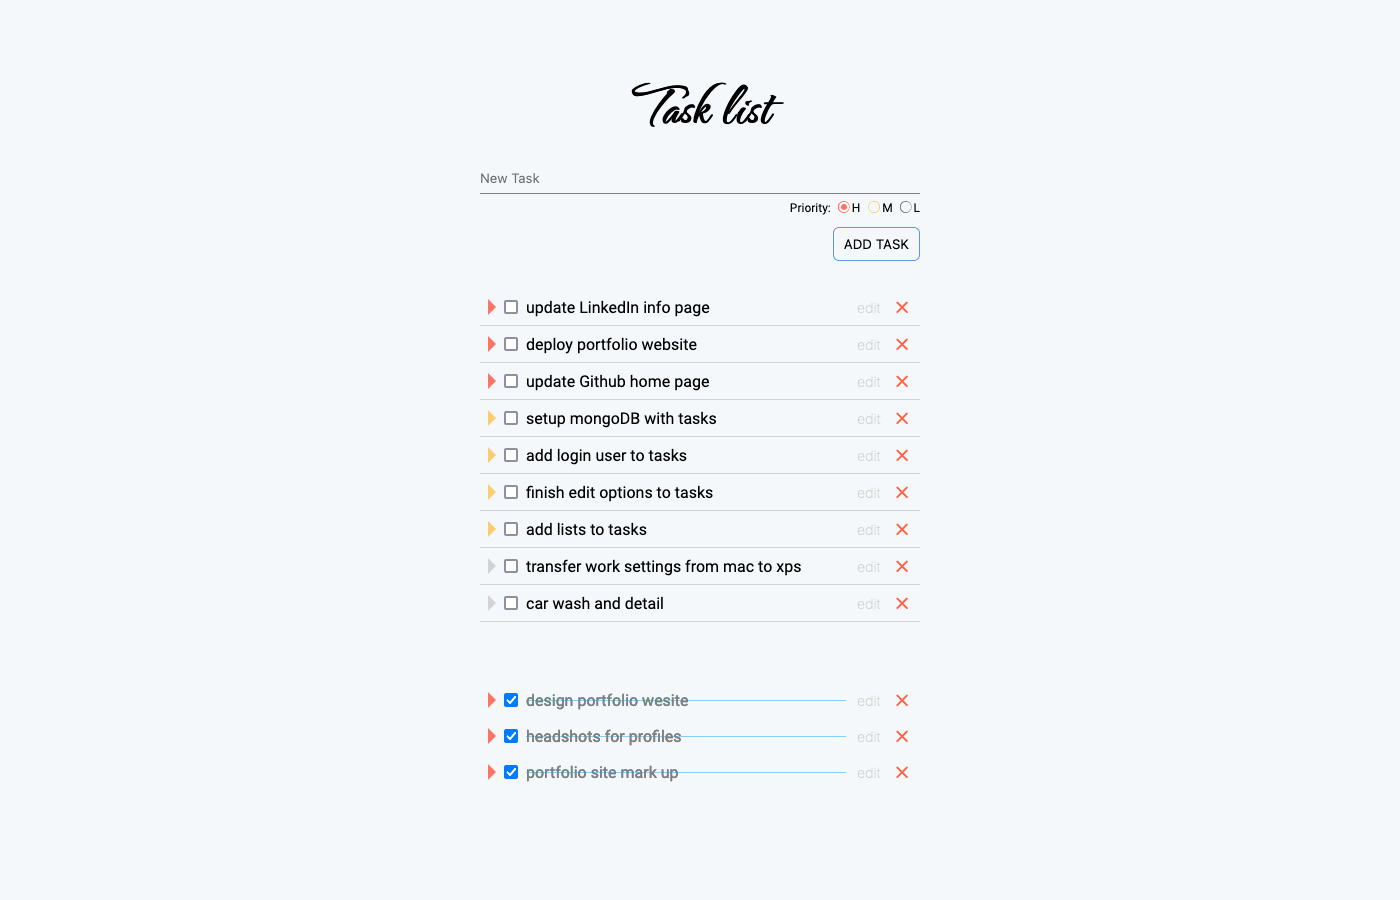 Task list
New Task
Priority: H M L
ADD TASK
update LinkedIn info page edit
deploy portfolio website edit
update Github home page edit
setup mongoDB with tasks edit
add login user to tasks edit
finish edit options to tasks edit
add lists to tasks edit
transfer work settings from mac to xps edit
car wash and detail edit
design portfolio wesite edit
headshots for profiles edit
portfolio site mark up edit